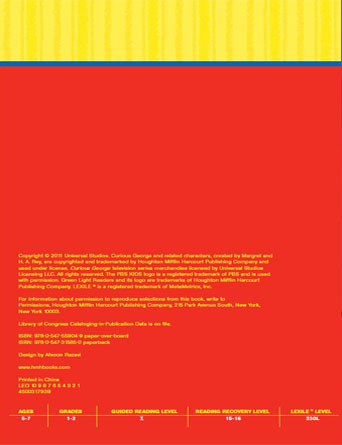 Copyright © 2011 Universal Studios. Curious George and related characters, created by Margret and
H. A. Rey, are copyrighted and trademarked by Houghton Mifflin Harcourt Publishing Company and
used under license. Curious George television series merchandise licensed by Universal Studios
Licensing LLC. All rights reserved. The PBS KIDS logo is a registered trademark of PBS and is used
with permission. Green Light Readers and its logo are trademarks of Houghton Mifflin Harcourt
Publishing Company. LEXILE ® is a registered trademark of MetaMetrics, Inc.
For information about permission to reproduce selections from this book, write to
Permissions, Houghton Mifflin Harcourt Publishing Company, 215 Park Avenue South, New York,
New York 10003.
Library of Congress Cataloging-in-Publication Data is on file.
ISBN: 978-0-547-55904-9 paper-over-board
ISBN: 978-0-547-51985-0 paperback
Design by Afsoon Razavi
www.hmhbooks.com
Printed in China
LEO 10 9 8 7 6 5 4 3 2 1
4500317939
AGES GRADES GUIDED READING LEVEL READING RECOVERY LEVEL LEXILE ® LEVEL
5-7 1-2 15-16 330L